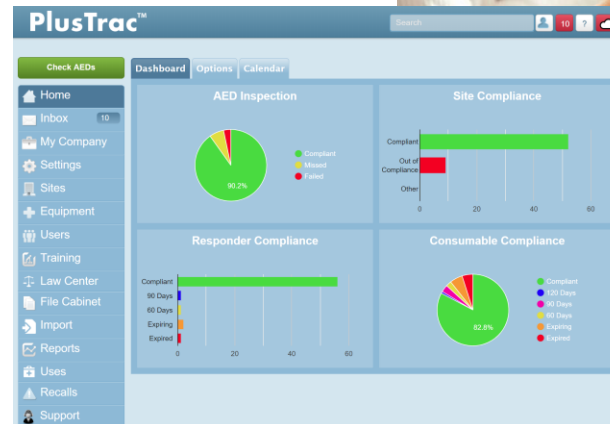 PlusTrac™
Search
10
?
Check AEDs
Dashboard Options Calendar
Home
Inbox 10
My Company
Settings
Sites
Equipment
Users
Training
Law Center
File Cabinet
Import
Reports
Uses
Recalls
Support
AED Inspection
90.2%
Compliant
Missed
Failed
Site Compliance
Compliant
Out of
Compliance
Other
0 20 40 60
Responder Compliance
Compliant
90 Days
60 Days
Expiring
Expired
0 20 40 60
Consumable Compliance
82.8%
Compliant
120 Days
90 Days
60 Days
Expiring
Expired